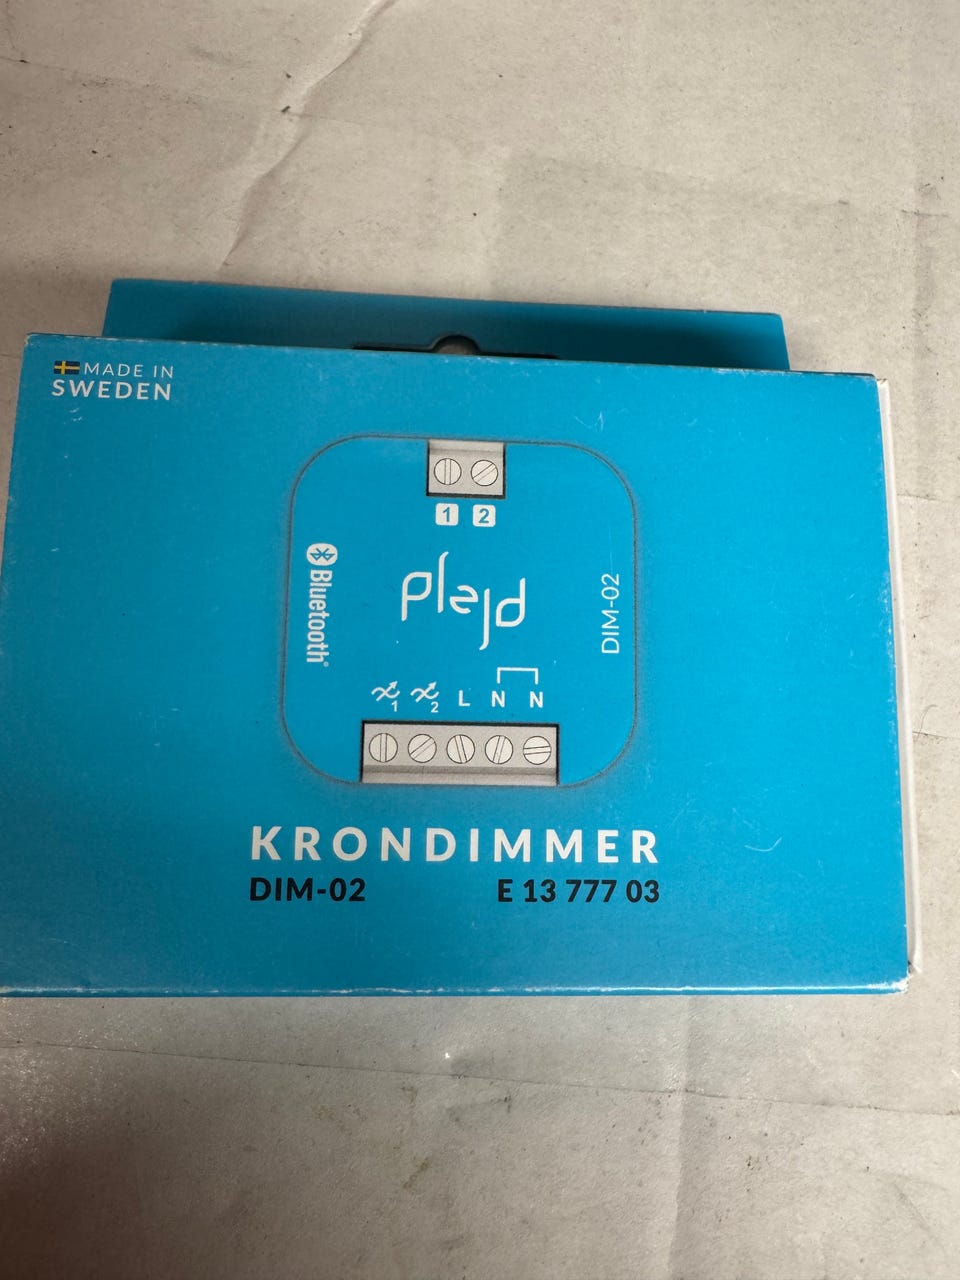 MADE IN
SWEDEN
1 2
plejd
Bluetooth®
DIM-02
1 2 L N N
KRONDIMMER
DIM-02 E 13 777 03